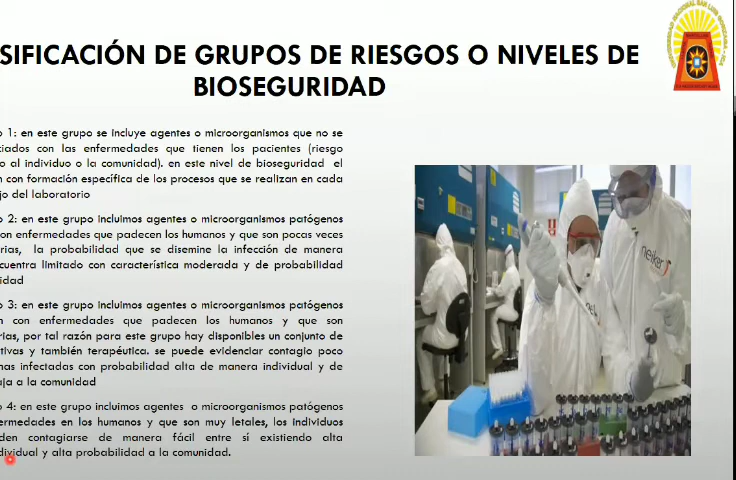 SIFICACIÓN DE GRUPOS DE RIESGOS O NIVELES DE
BIOSEGURIDAD
o 1: en este grupo se incluye agentes o microorganismos que no se
ciados con las enfermedades que tienen los pacientes (riesgo
o al individuo o la comunidad). en este nivel de bioseguridad el
n con formación específica de los procesos que se realizan en cada
jo del laboratorio
o 2: en este grupo incluimos agentes o microorganismos patógenos
on enfermedades que padecen los humanos y que son pocas veces
rias, la probabilidad que se disemine la infección de manera
cuentra limitado con característica moderada y de probabilidad
idad
o 3: en este grupo incluimos agentes o microorganismos patógenos
n con enfermedades que padecen los humanos y que son
rias, por tal razón para este grupo hay disponibles un conjunto de
tivas y también terapéutica. se puede evidenciar contagio poco
nas infectadas con probabilidad alta de manera individual y de
aja a la comunidad
o 4: en este grupo incluimos agentes o microorganismos patógenos
fermedades en los humanos y que son muy letales, los individuos
den contagiarse de manera fácil entre sí existiendo alta
dividual y alta probabilidad a la comunidad.
neiker